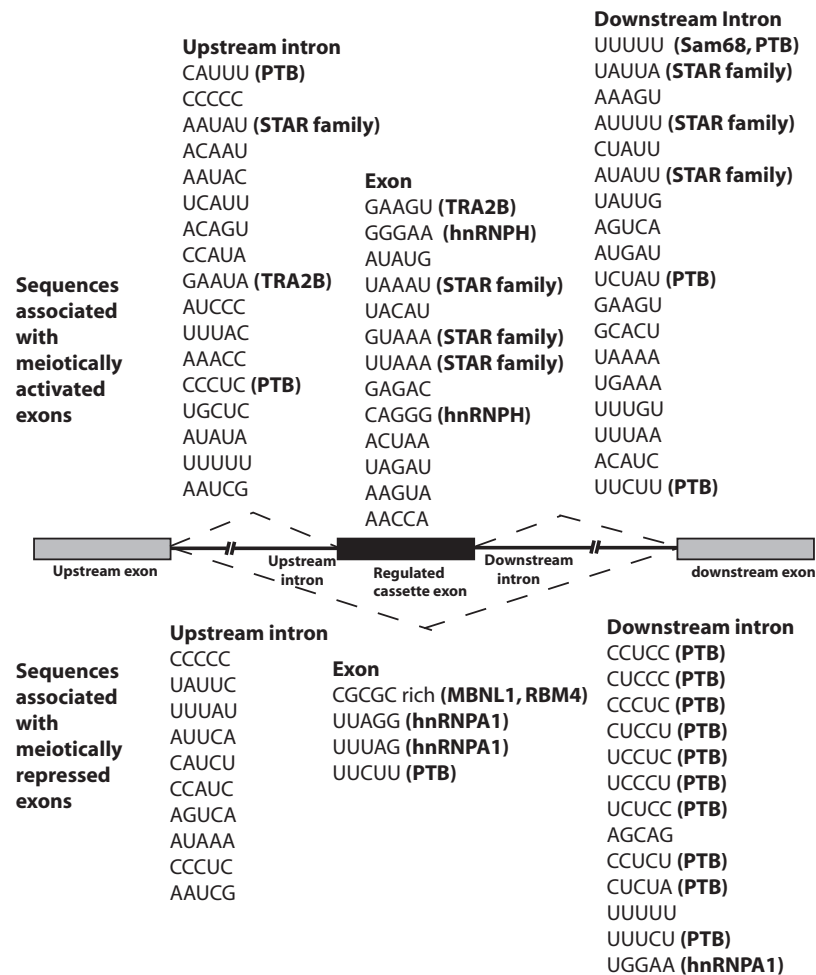 Sequences
associated
with
meiotically
activated
exons
Upstream intron
CAUUU (PTB)
CCCCC
AAUAU (STAR family)
ACAAU
AAUAC
UCAUU
ACAGU
CCAUA
GAAUA (TRA2B)
AUCCC
UUUAC
AAACC
CCCUC (PTB)
UGCUC
AUAUA
UUUUU
AAUCG
Exon
GAAGU (TRA2B)
GGGAA (hnRNPH)
AUAUG
UAAAU (STAR family)
UACAU
GUAAA (STAR family)
UUAAA (STAR family)
GAGAC
CAGGG (hnRNPH)
ACUAA
UAGAU
AAGUA
AACCA
Downstream Intron
UUUUU (Sam68, PTB)
UAUUA (STAR family)
AAAGU
AUUUU (STAR family)
CUAUU
AUAUU (STAR family)
UAUUG
AGUCA
AUGAU
UCUAU (PTB)
GAAGU
GCACU
UAAAA
UGAAA
UUUGU
UUUAA
ACAUC
UUCUU (PTB)
Upstream exon
Upstream
intron
Regulated
cassette exon
Downstream
intron
downstream exon
Sequences
associated
with
meiotically
repressed
exons
Upstream intron
CCCCC
UAUUC
UUUAU
AUUCA
CAUCU
CCAUC
AGUCA
AUAAA
CCCUC
AAUCG
Exon
CGCGC rich (MBNL1, RBM4)
UUAGG (hnRNPA1)
UUUAG (hnRNPA1)
UUCUU (PTB)
Downstream intron
CCUCC (PTB)
CUCCC (PTB)
CCCUC (PTB)
CUCCU (PTB)
UCCUC (PTB)
UCCCU (PTB)
UCUCC (PTB)
AGCAG
CCUCU (PTB)
CUCUA (PTB)
UUUUU
UUUCU (PTB)
UGGAA (hnRNPA1)